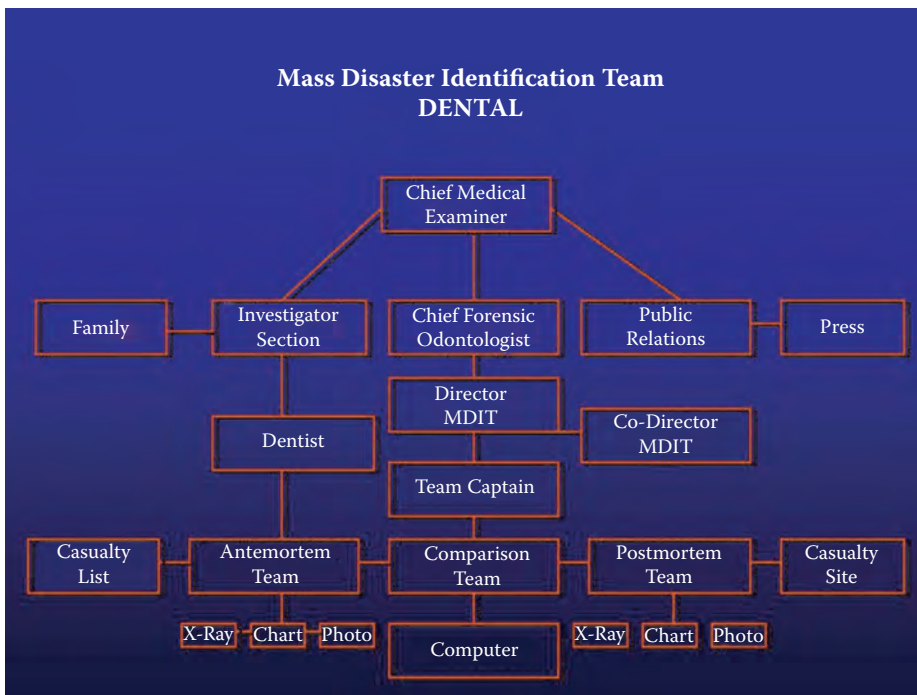 Mass Disaster Identification Team
DENTAL
Chief Medical
Examiner
Family
Investigator
Section
Chief Forensic
Odontologist
Public
Relations
Press
Director
MDIT
Co-Director
MDIT
Dentist
Team Captain
Casualty
List
Antemortem
Team
Comparison
Team
Postmortem
Team
Casualty
Site
X-Ray
Chart
Photo
Computer
X-Ray
Chart
Photo